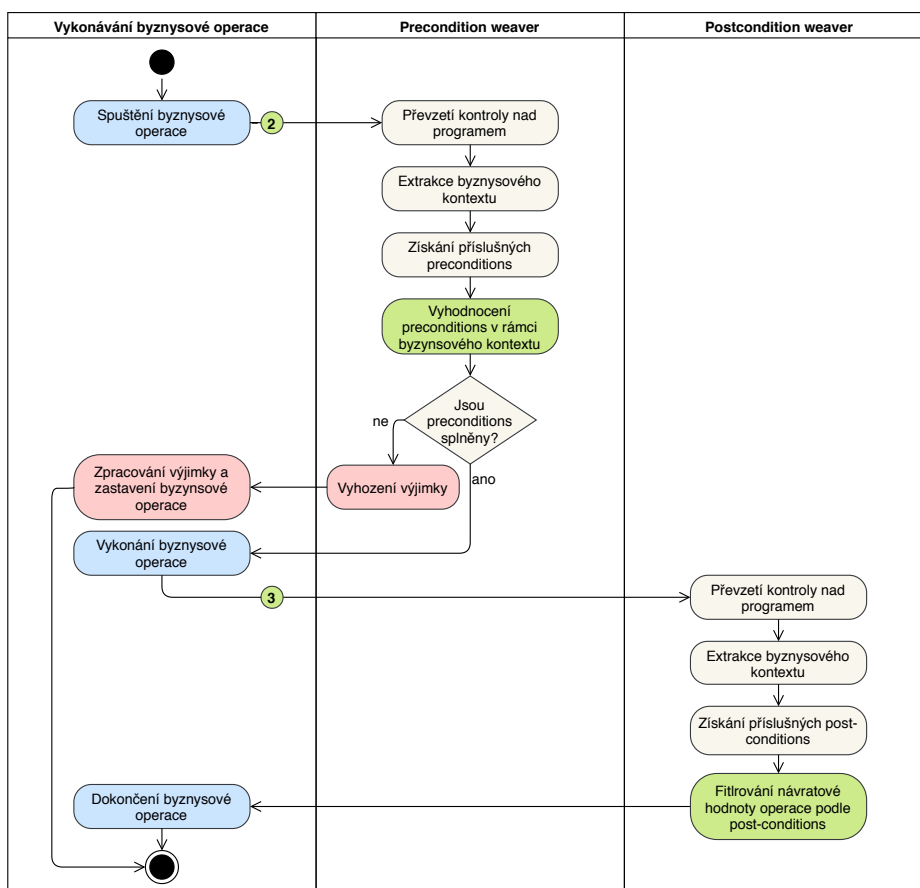 Vykonávání byznysové operace
Precondition weaver
Postcondition weaver
Spuštění byznysové
operace
2
Převzetí kontroly nad
programem
Extrakce byznysového
kontextu
Získání příslušných
preconditions
Vyhodnocení
preconditions v rámci
byzynsového kontextu
Jsou
preconditions
splněny?
ne
ano
Vyhození výjimky
Zpracování výjimky a
zastavení byzynsové
operace
Vykonání byznysové
operace
3
Převzetí kontroly nad
programem
Extrakce byznysového
kontextu
Získání příslušných post-
conditions
Fitlrování návratové
hodnoty operace podle
post-conditions
Dokončení byznysové
operace